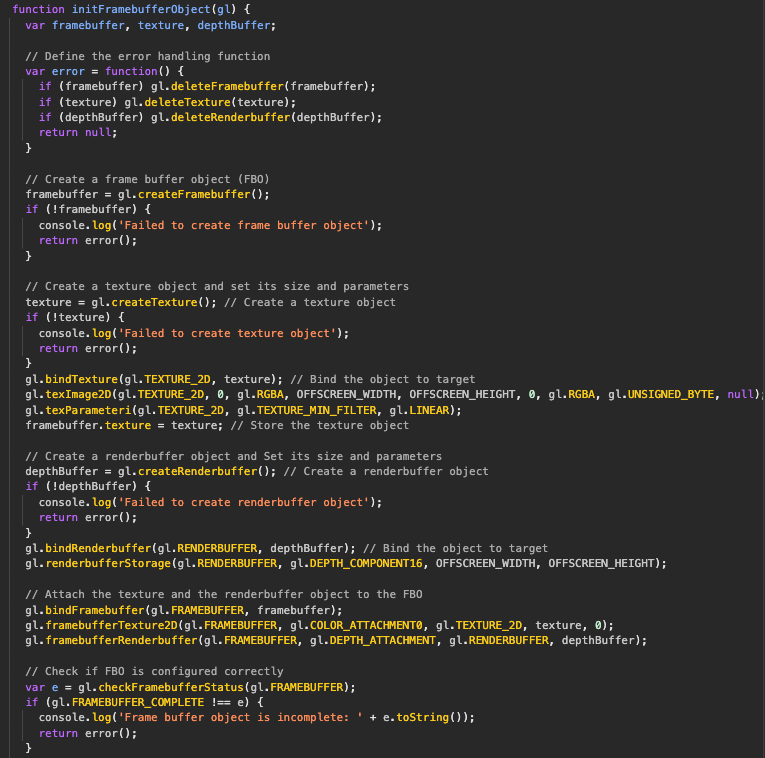 function initFramebufferObject(gl) {
  var framebuffer, texture, depthBuffer;

  // Define the error handling function
  var error = function() {
    if (framebuffer) gl.deleteFramebuffer(framebuffer);
    if (texture) gl.deleteTexture(texture);
    if (depthBuffer) gl.deleteRenderbuffer(depthBuffer);
    return null;
  }

  // Create a frame buffer object (FBO)
  framebuffer = gl.createFramebuffer();
  if (!framebuffer) {
    console.log('Failed to create frame buffer object');
    return error();
  }

  // Create a texture object and set its size and parameters
  texture = gl.createTexture(); // Create a texture object
  if (!texture) {
    console.log('Failed to create texture object');
    return error();
  }
  gl.bindTexture(gl.TEXTURE_2D, texture); // Bind the object to target
  gl.texImage2D(gl.TEXTURE_2D, 0, gl.RGBA, OFFSCREEN_WIDTH, OFFSCREEN_HEIGHT, 0, gl.RGBA, gl.UNSIGNED_BYTE, null);
  gl.texParameteri(gl.TEXTURE_2D, gl.TEXTURE_MIN_FILTER, gl.LINEAR);
  framebuffer.texture = texture; // Store the texture object

  // Create a renderbuffer object and Set its size and parameters
  depthBuffer = gl.createRenderbuffer(); // Create a renderbuffer object
  if (!depthBuffer) {
    console.log('Failed to create renderbuffer object');
    return error();
  }
  gl.bindRenderbuffer(gl.RENDERBUFFER, depthBuffer); // Bind the object to target
  gl.renderbufferStorage(gl.RENDERBUFFER, gl.DEPTH_COMPONENT16, OFFSCREEN_WIDTH, OFFSCREEN_HEIGHT);

  // Attach the texture and the renderbuffer object to the FBO
  gl.bindFramebuffer(gl.FRAMEBUFFER, framebuffer);
  gl.framebufferTexture2D(gl.FRAMEBUFFER, gl.COLOR_ATTACHMENT0, gl.TEXTURE_2D, texture, 0);
  gl.framebufferRenderbuffer(gl.FRAMEBUFFER, gl.DEPTH_ATTACHMENT, gl.RENDERBUFFER, depthBuffer);

  // Check if FBO is configured correctly
  var e = gl.checkFramebufferStatus(gl.FRAMEBUFFER);
  if (gl.FRAMEBUFFER_COMPLETE !== e) {
    console.log('Frame buffer object is incomplete: ' + e.toString());
    return error();
  }